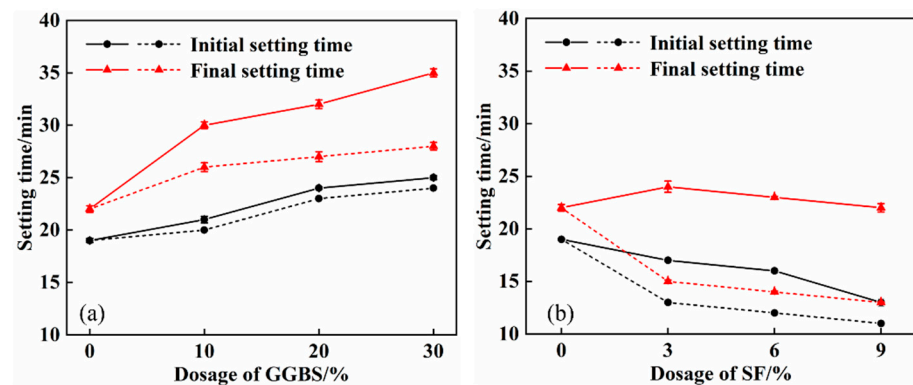 40
35
30
25
20
15
10
Setting time/min
Initial setting time
Final setting time
(a)
0 10 20 30
Dosage of GGBS/%
40
35
30
25
20
15
10
Setting time/min
Initial setting time
Final setting time
(b)
0 3 6 9
Dosage of SF/%